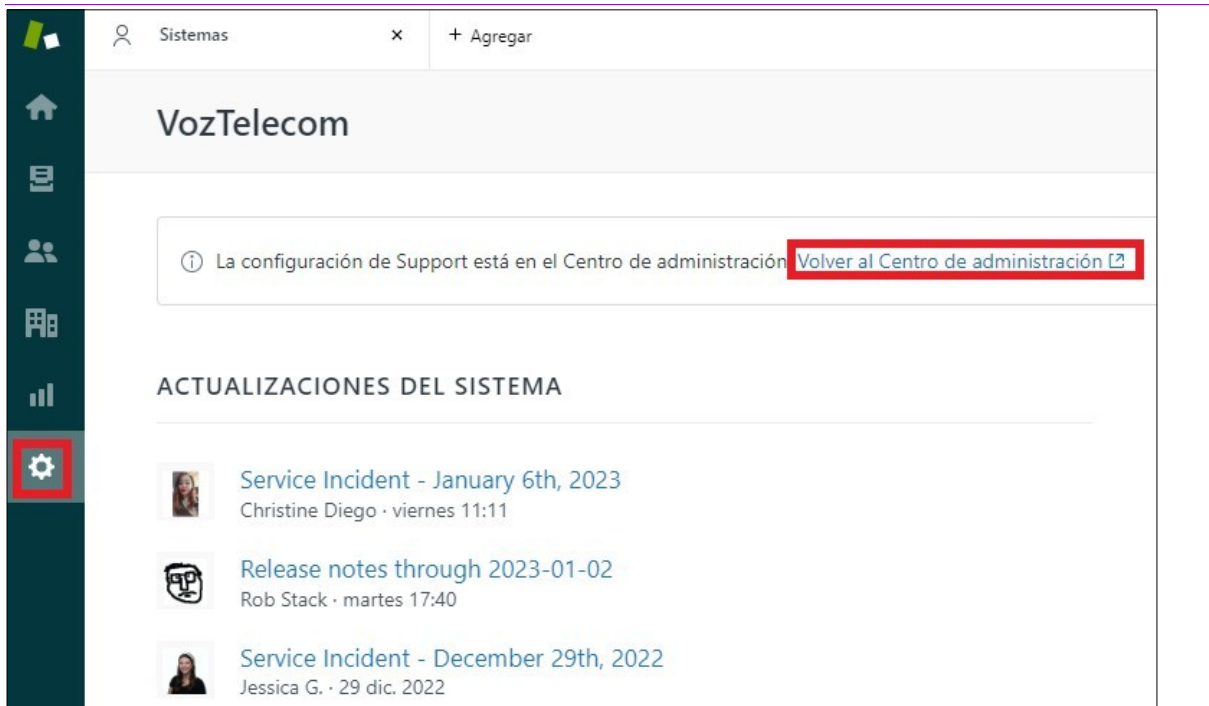 Sistemas × + Agregar
VozTelecom
La configuración de Support está en el Centro de administración Volver al Centro de administración
ACTUALIZACIONES DEL SISTEMA
Service Incident - January 6th, 2023
Christine Diego · viernes 11:11
Release notes through 2023-01-02
Rob Stack · martes 17:40
Service Incident - December 29th, 2022
Jessica G. · 29 dic. 2022